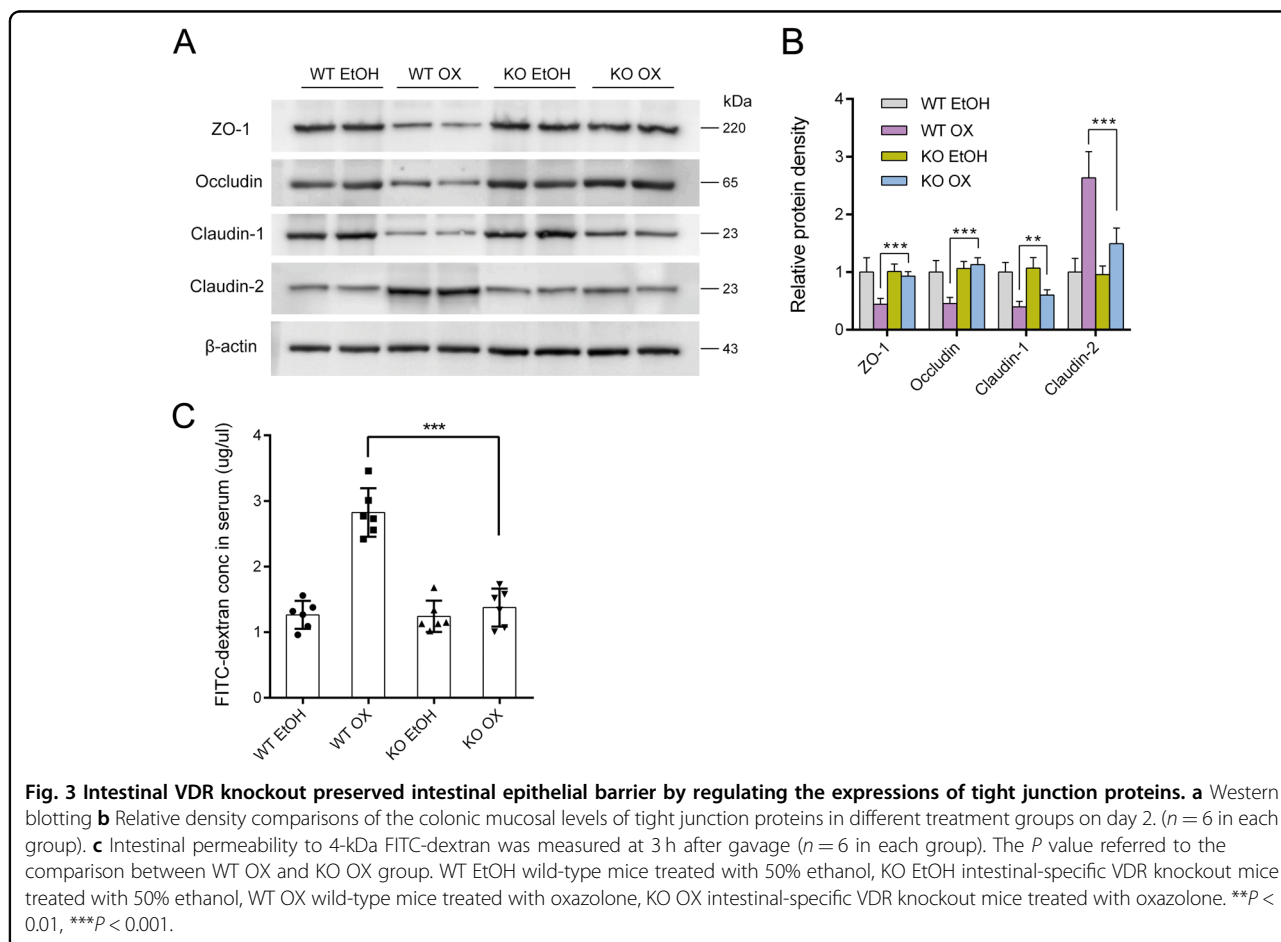 A
WT EtOH WT OX KO EtOH KO OX
kDa
ZO-1 220
Occludin 65
Claudin-1 23
Claudin-2 23
β-actin 43
B
Relative protein density
4
3
2
1
0
WT EtOH
WT OX
KO EtOH
KO OX
*** *** ** ***
ZO-1 Occludin Claudin-1 Claudin-2
C
FITC-dextran conc in serum (ug/ul)
4
3
2
1
0
***
WT EtOH WT OX KO EtOH KO OX
Fig. 3 Intestinal VDR knockout preserved intestinal epithelial barrier by regulating the expressions of tight junction proteins. a Western
blotting b Relative density comparisons of the colonic mucosal levels of tight junction proteins in different treatment groups on day 2. (n = 6 in each
group). c Intestinal permeability to 4-kDa FITC-dextran was measured at 3 h after gavage (n = 6 in each group). The P value referred to the
comparison between WT OX and KO OX group. WT EtOH wild-type mice treated with 50% ethanol, KO EtOH intestinal-specific VDR knockout mice
treated with 50% ethanol, WT OX wild-type mice treated with oxazolone, KO OX intestinal-specific VDR knockout mice treated with oxazolone. **P <
0.01, ***P < 0.001.